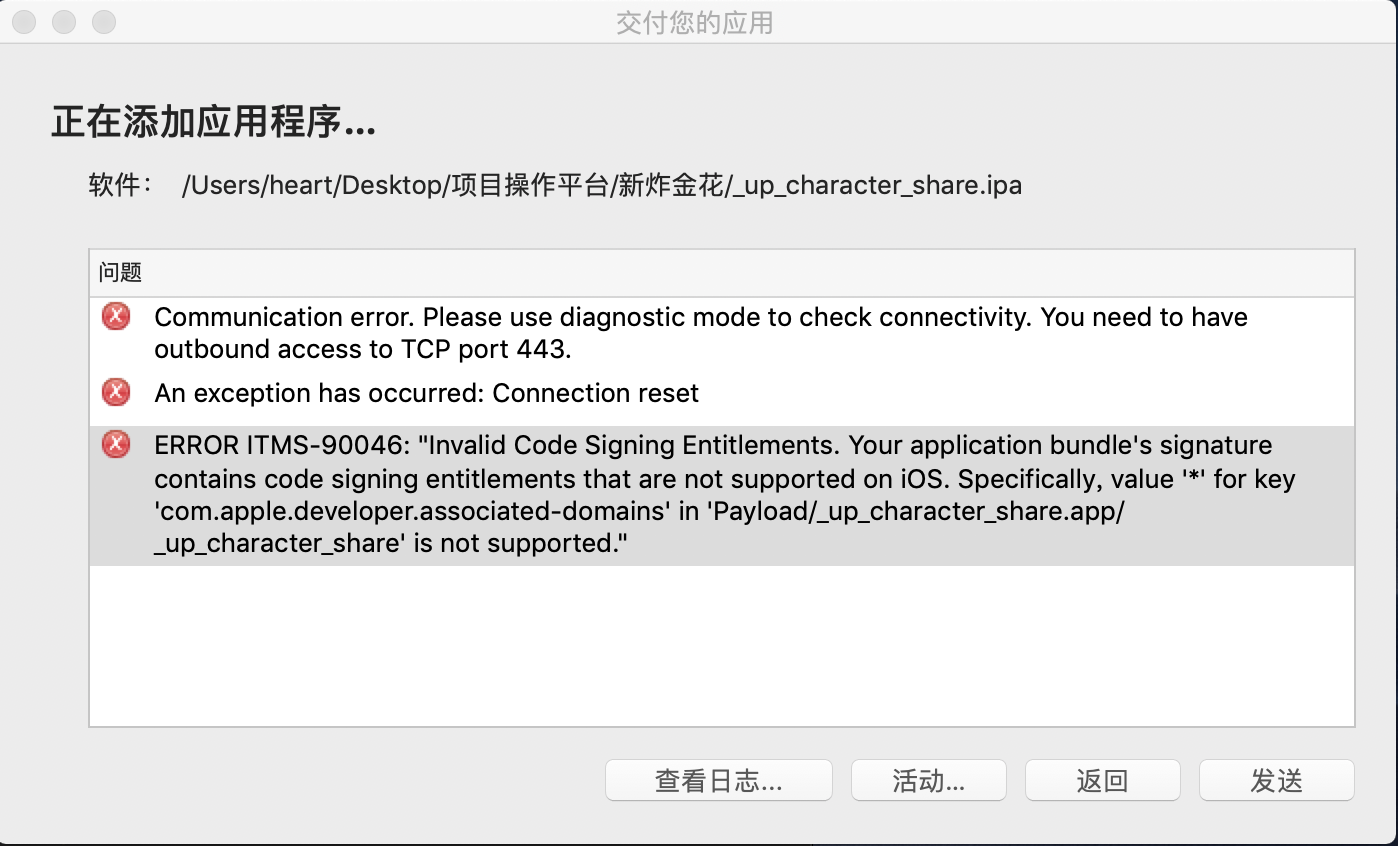 交付您的应用
正在添加应用程序...
软件： /Users/heart/Desktop/项目操作平台/新炸金花/_up_character_share.ipa
问题
Communication error. Please use diagnostic mode to check connectivity. You need to have
outbound access to TCP port 443.
An exception has occurred: Connection reset
ERROR ITMS-90046: "Invalid Code Signing Entitlements. Your application bundle's signature
contains code signing entitlements that are not supported on iOS. Specifically, value '*' for key
'com.apple.developer.associated-domains' in 'Payload/_up_character_share.app/
_up_character_share' is not supported."
查看日志... 活动... 返回 发送